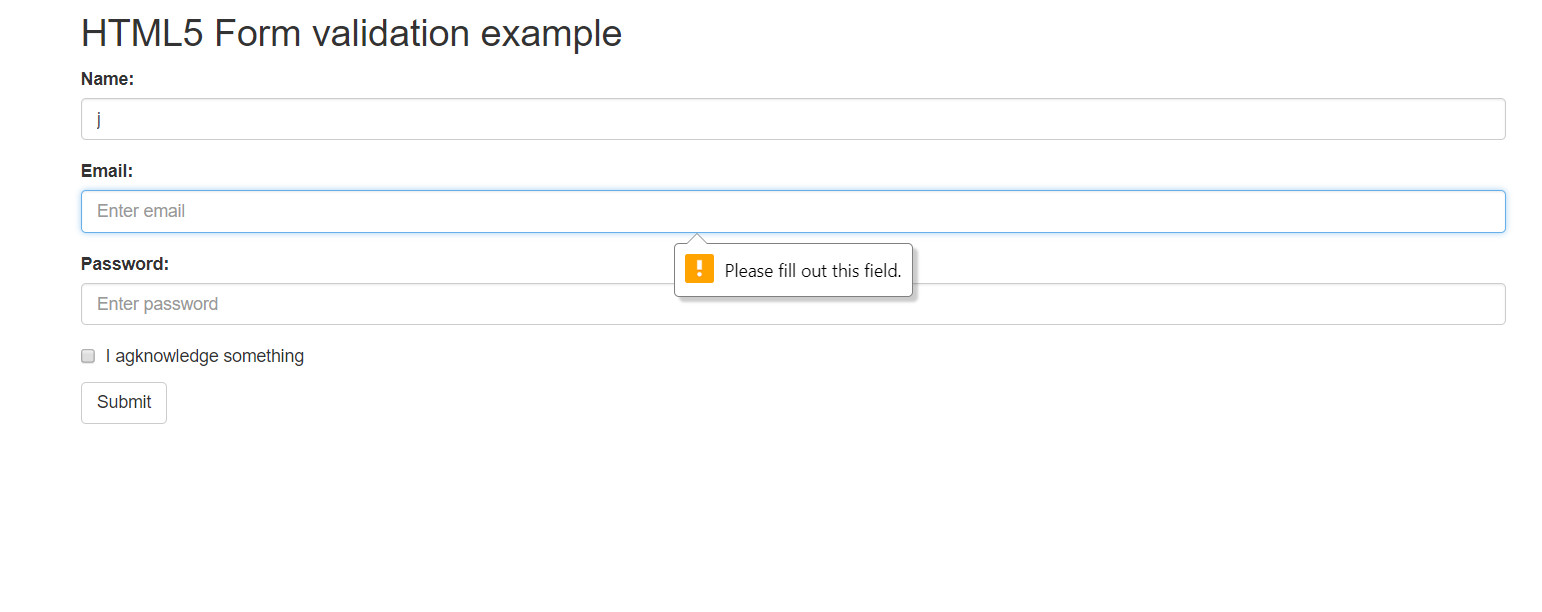 HTML5 Form validation example
Name:
j
Email:
Enter email
Please fill out this field.
Password:
Enter password
I agknowledge something
Submit